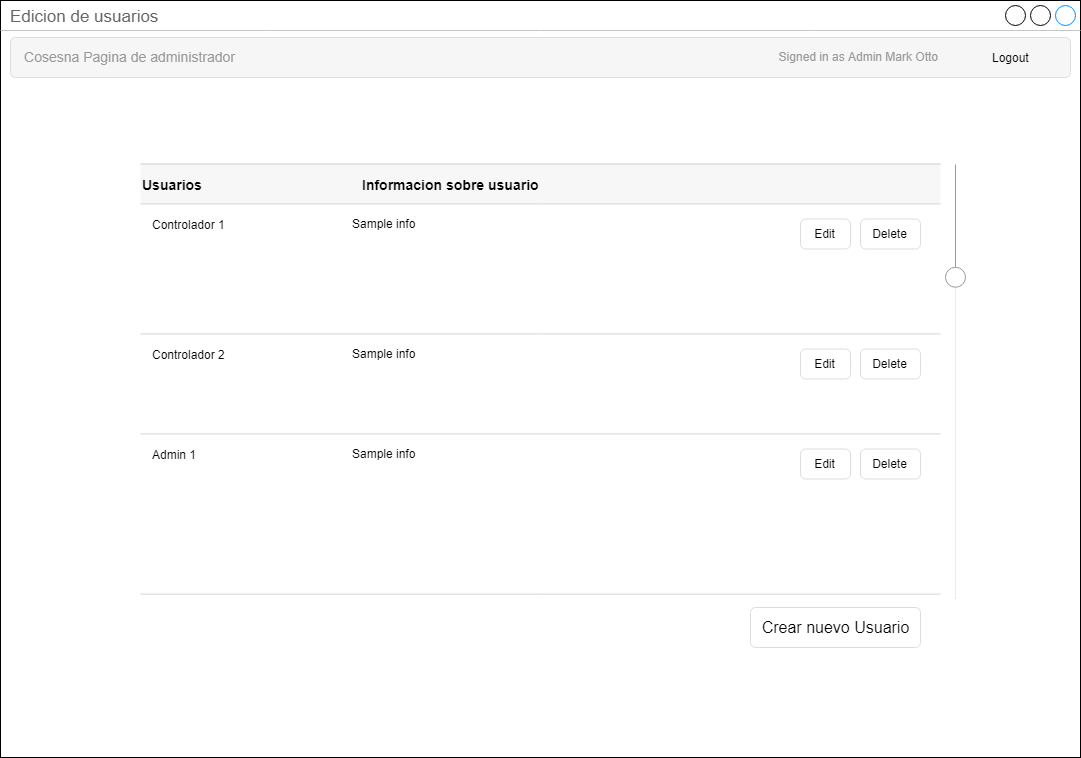 Edicion de usuarios
Cosesna Pagina de administrador
Signed in as Admin Mark Otto
Logout
Usuarios
Informacion sobre usuario
Controlador 1
Sample info
Edit
Delete
Controlador 2
Sample info
Edit
Delete
Admin 1
Sample info
Edit
Delete
Crear nuevo Usuario